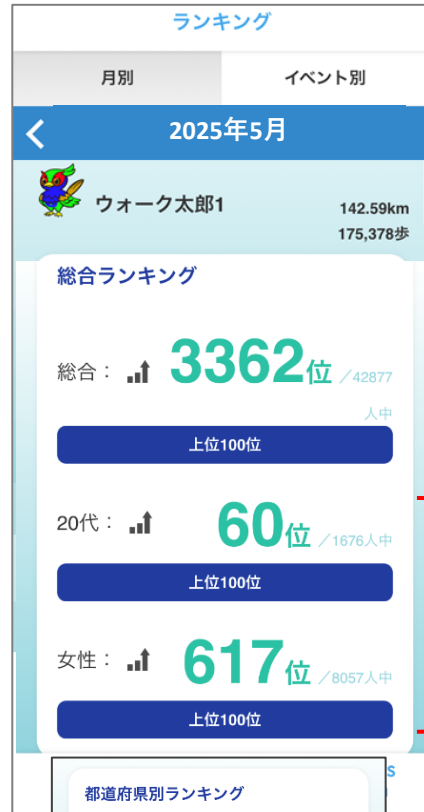 ランキング
月別 イベント別
2025年5月
ウォーク太郎1
142.59km
175,378歩
総合ランキング
総合： 3362位 ／42877
人中
上位100位
20代： 60位 ／1676人中
上位100位
女性： 617位 ／8057人中
上位100位
都道府県別ランキング